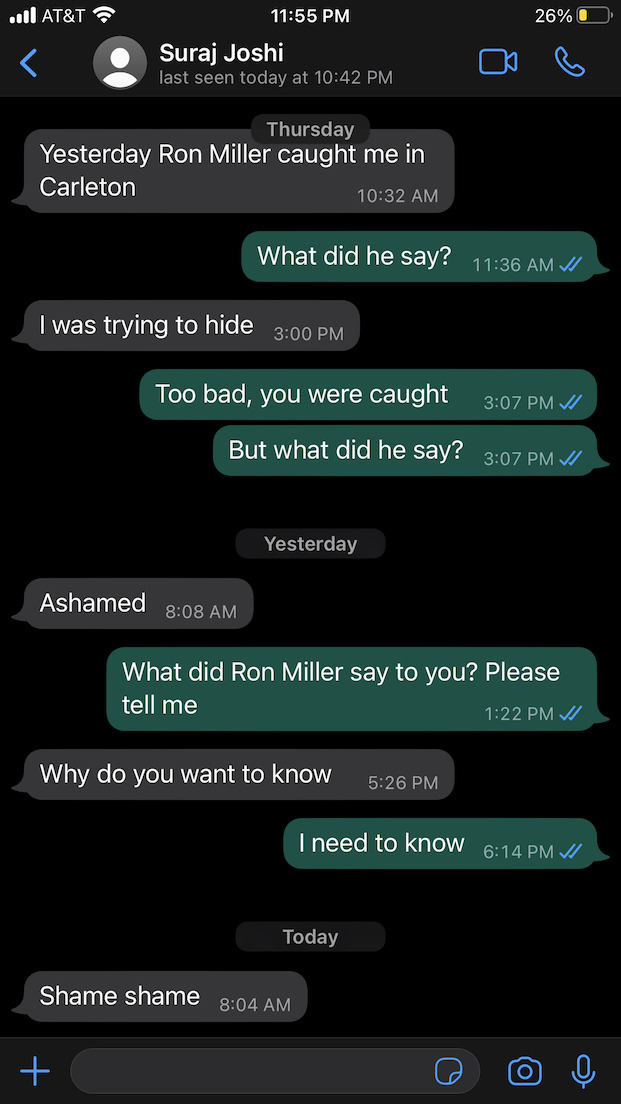 AT&T 11:55 PM 26%
Suraj Joshi
last seen today at 10:42 PM
Thursday
Yesterday Ron Miller caught me in
Carleton 10:32 AM
What did he say? 11:36 AM
I was trying to hide 3:00 PM
Too bad, you were caught 3:07 PM
But what did he say? 3:07 PM
Yesterday
Ashamed 8:08 AM
What did Ron Miller say to you? Please
tell me 1:22 PM
Why do you want to know 5:26 PM
I need to know 6:14 PM
Today
Shame shame 8:04 AM